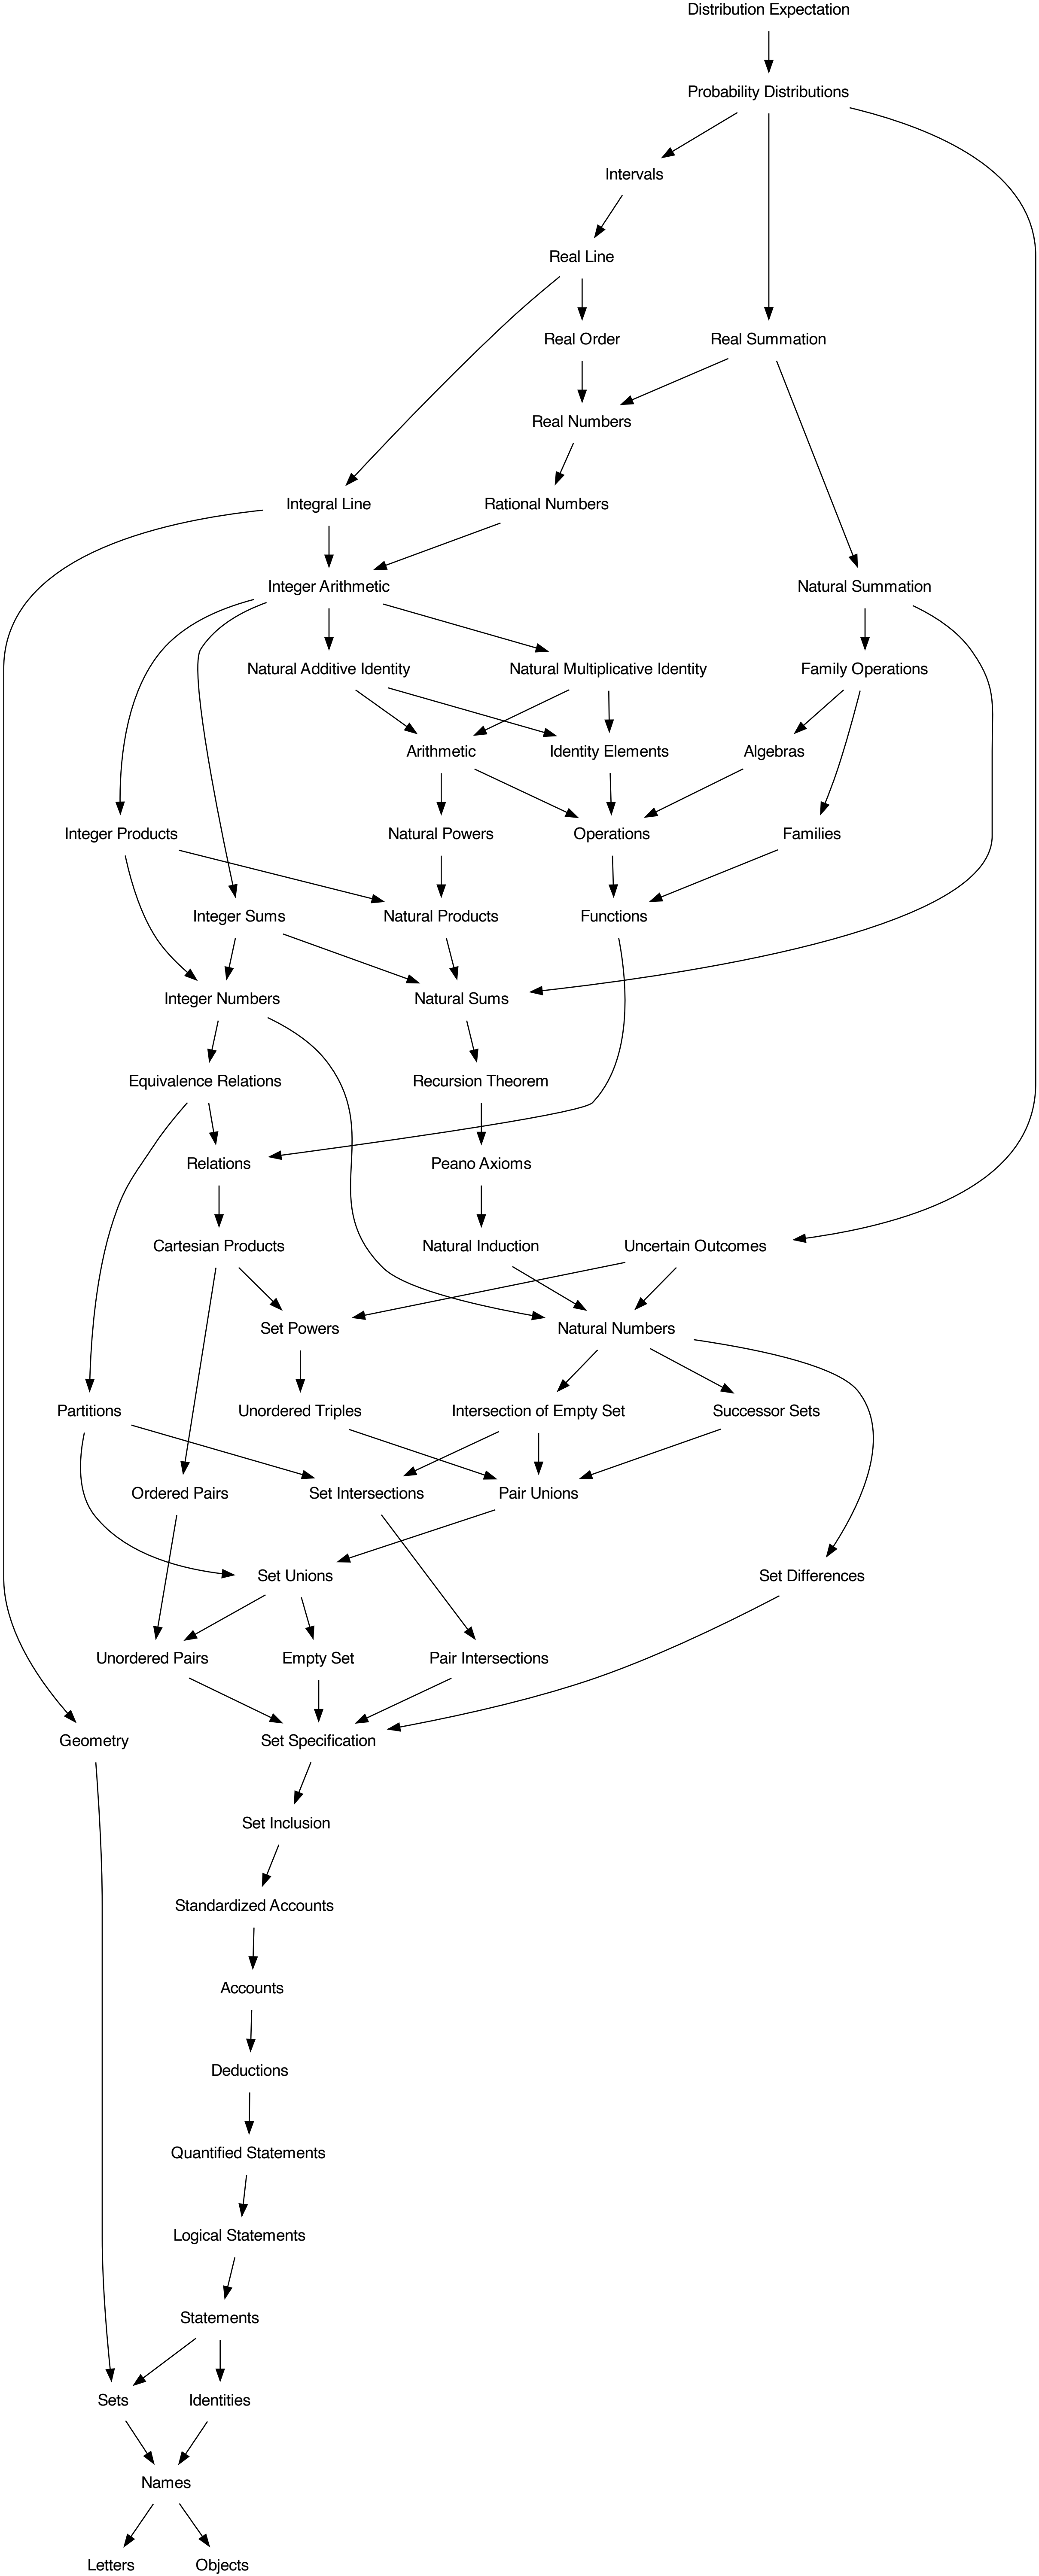 Distribution Expectation
Probability Distributions
Intervals
Real Line
Real Order
Real Summation
Real Numbers
Integral Line
Rational Numbers
Integer Arithmetic
Natural Summation
Natural Additive Identity
Natural Multiplicative Identity
Family Operations
Arithmetic
Identity Elements
Algebras
Integer Products
Natural Powers
Operations
Families
Integer Sums
Natural Products
Functions
Integer Numbers
Natural Sums
Equivalence Relations
Recursion Theorem
Relations
Peano Axioms
Cartesian Products
Natural Induction
Uncertain Outcomes
Set Powers
Natural Numbers
Partitions
Unordered Triples
Intersection of Empty Set
Successor Sets
Ordered Pairs
Set Intersections
Pair Unions
Set Unions
Set Differences
Unordered Pairs
Empty Set
Pair Intersections
Geometry
Set Specification
Set Inclusion
Standardized Accounts
Accounts
Deductions
Quantified Statements
Logical Statements
Statements
Sets
Identities
Names
Letters
Objects